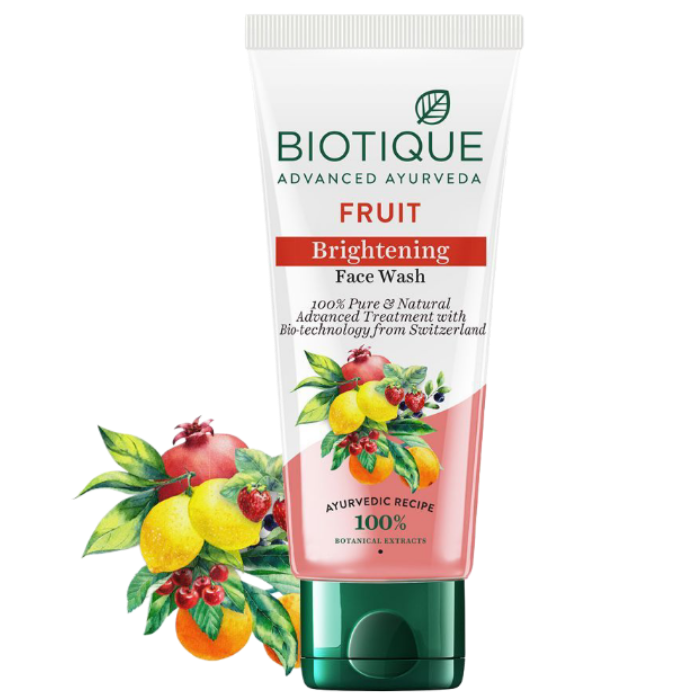 BIOTIQUE
ADVANCED AYURVEDA
FRUIT
Brightening
Face Wash
100% Pure & Natural
Advanced Treatment with
Bio-technology from Switzerland
AYURVEDIC RECIPE
100%
BOTANICAL EXTRACTS